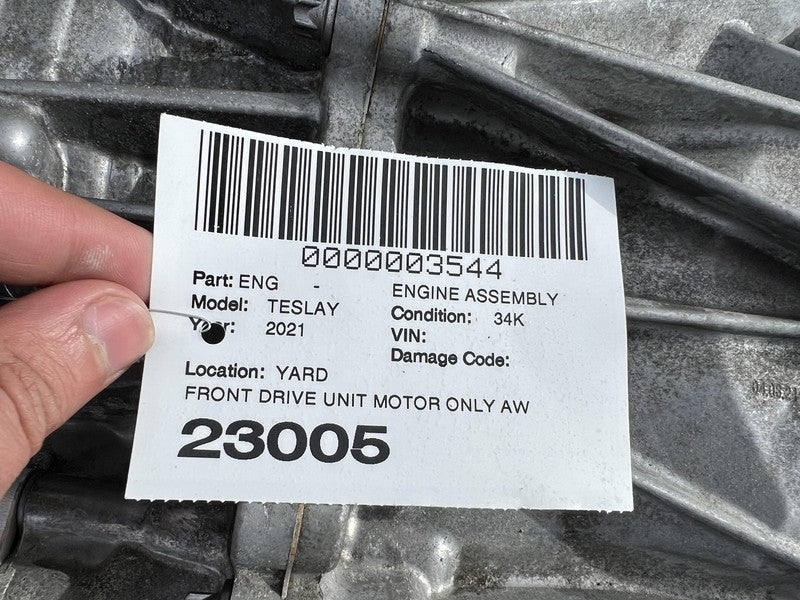 0000003544
Part: ENG - ENGINE ASSEMBLY
Model: TESLAY Condition: 34K
Year: 2021 VIN:
Damage Code:
Location: YARD
FRONT DRIVE UNIT MOTOR ONLY AW
23005